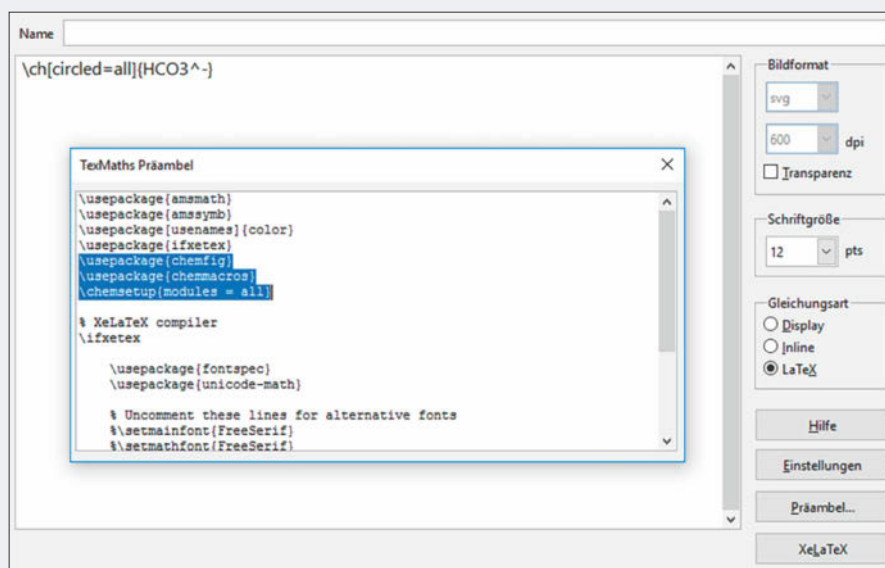 Name
\ch[circled=all]{HCO3^-}
TexMaths Präambel
\usepackage{amsmath}
\usepackage{amssymb}
\usepackage[usenames]{color}
\usepackage{ifxetex}
\usepackage{chemfig}
\usepackage{chemmacros}
\chemsetup{modules = all}
% XeLaTeX compiler
\ifxetex
\usepackage{fontspec}
\usepackage{unicode-math}
% Uncomment these lines for alternative fonts
%\setmainfont{FreeSerif}
%\setmathfont{FreeSerif}
Bildformat
svg
600 dpi
Transparenz
Schriftgröße
12 pts
Gleichungsart
Display
Inline
LaTeX
Hilfe
Einstellungen
Präambel...
XeLaTeX